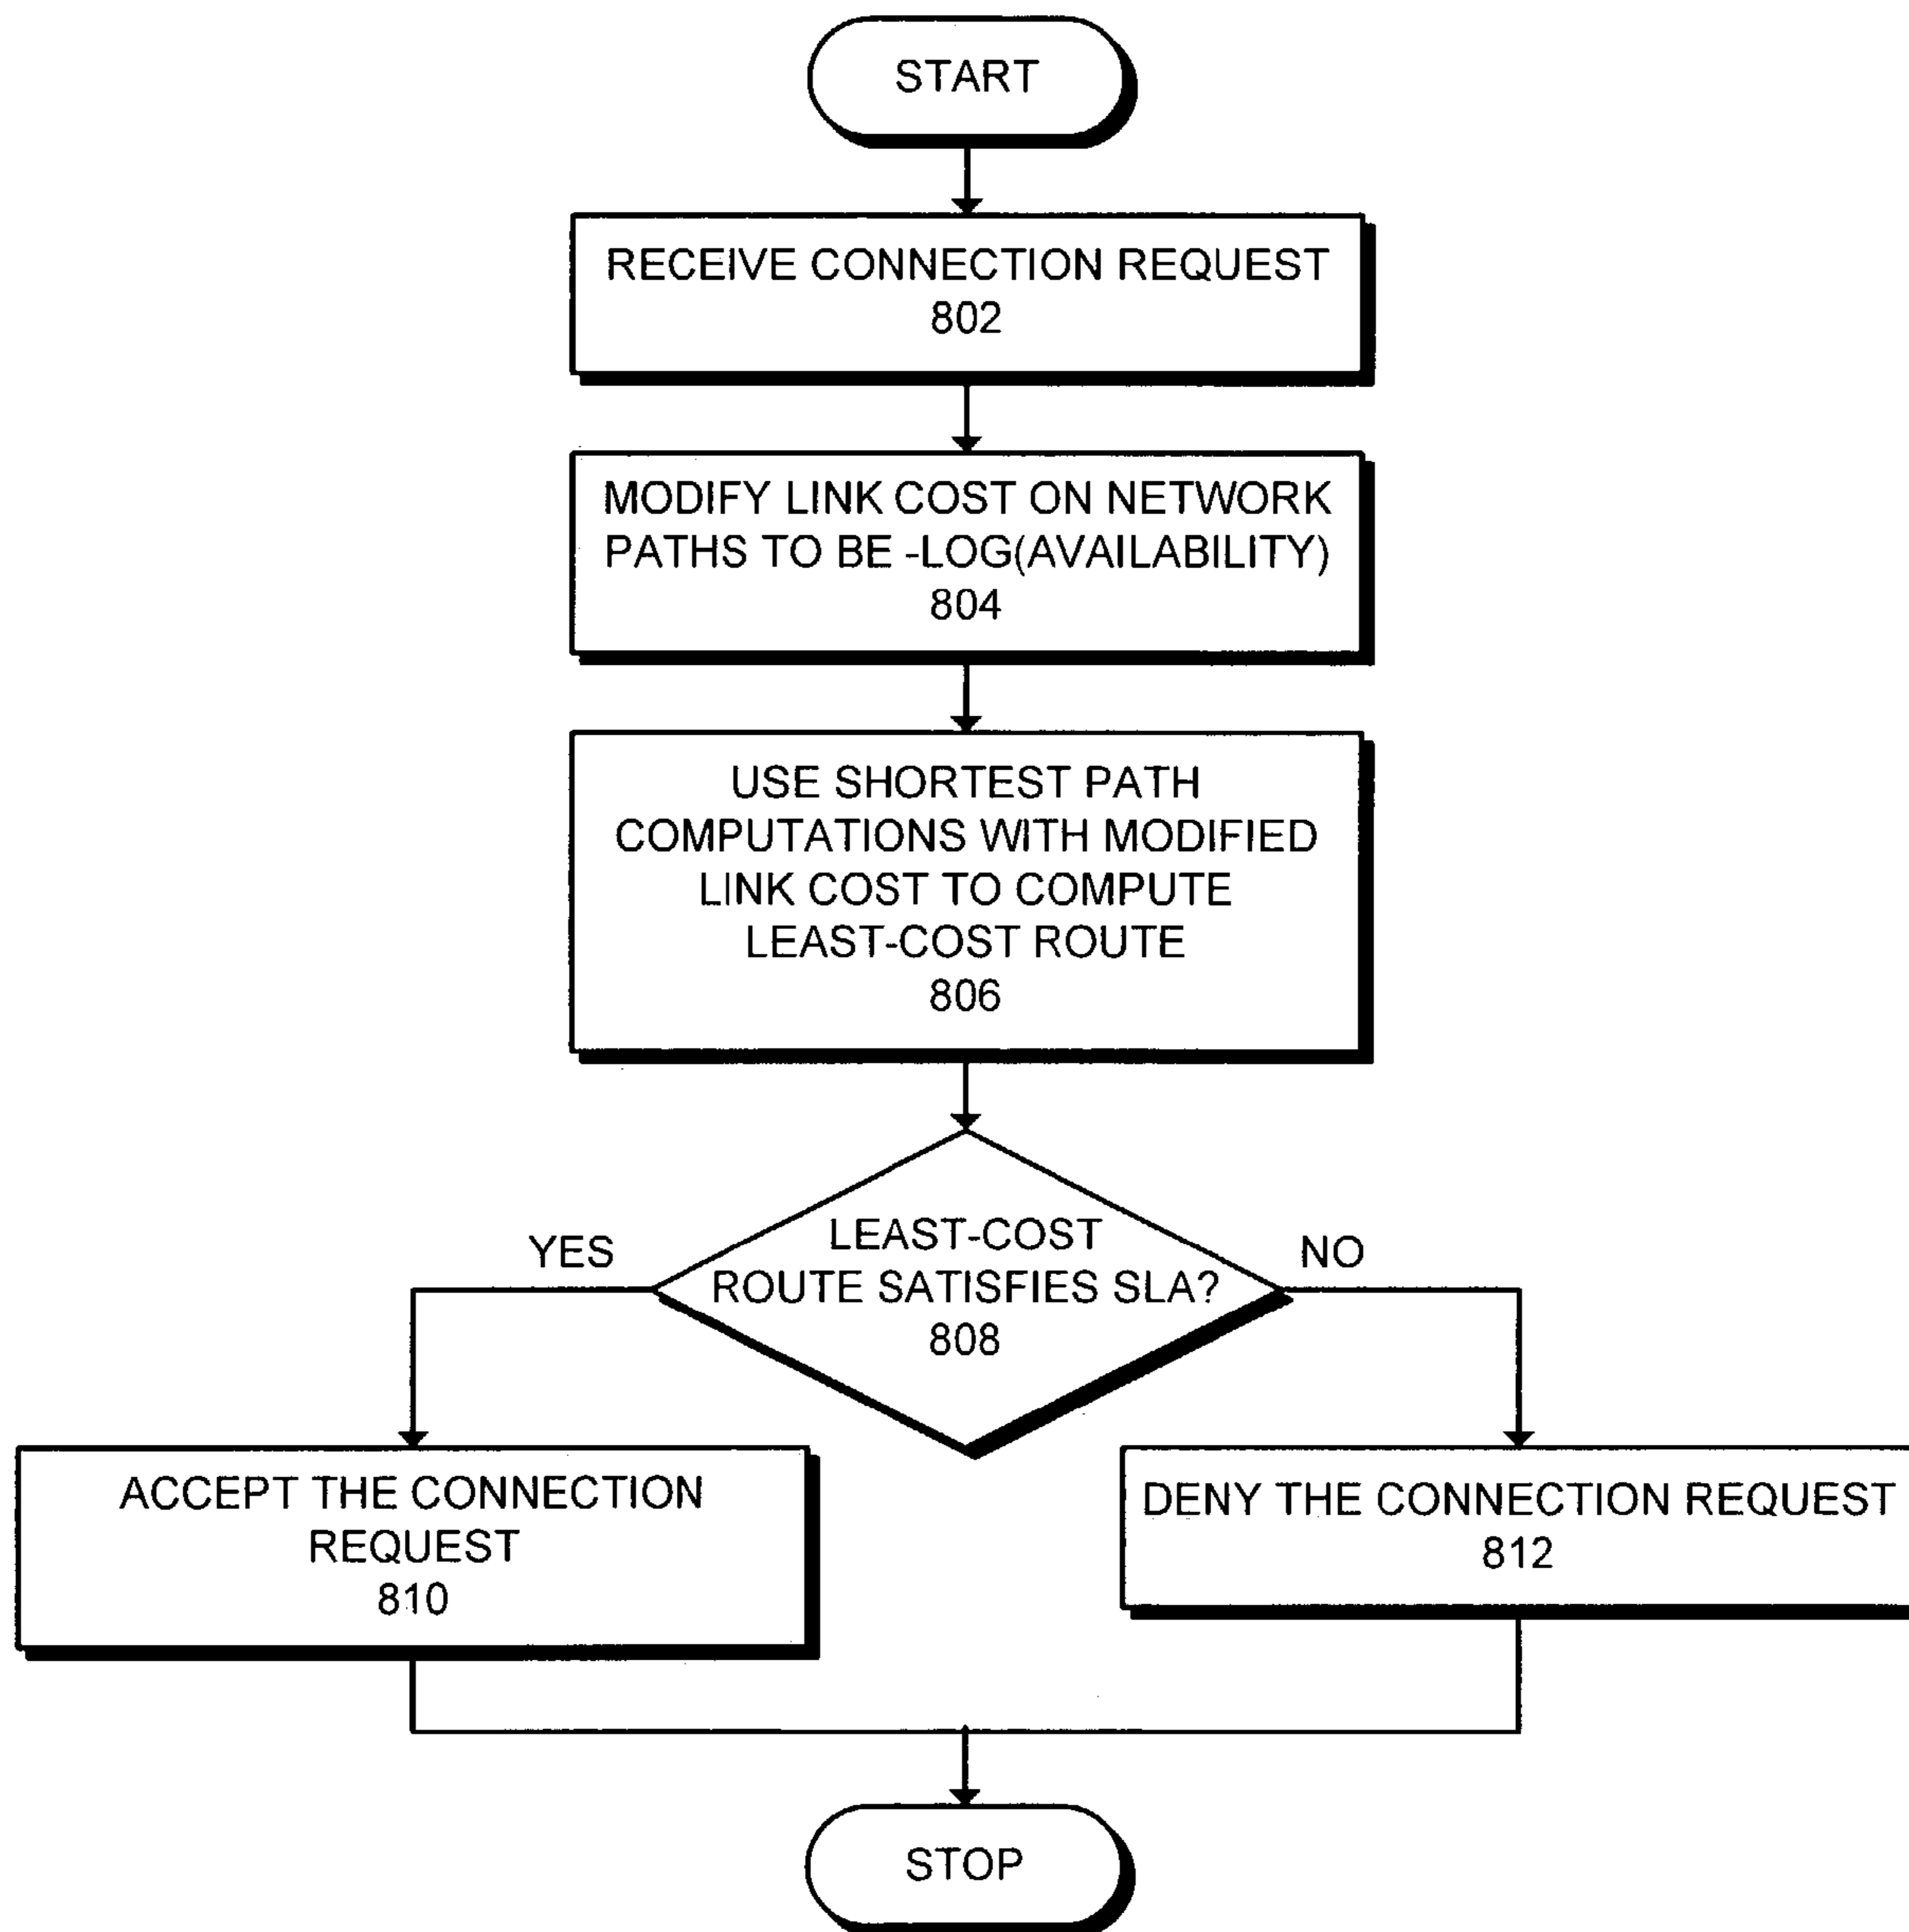 START
RECEIVE CONNECTION REQUEST
802
MODIFY LINK COST ON NETWORK
PATHS TO BE -LOG(AVAILABILITY)
804
USE SHORTEST PATH
COMPUTATIONS WITH MODIFIED
LINK COST TO COMPUTE
LEAST-COST ROUTE
806
LEAST-COST
ROUTE SATISFIES SLA?
808
YES
NO
ACCEPT THE CONNECTION
REQUEST
810
DENY THE CONNECTION REQUEST
812
STOP